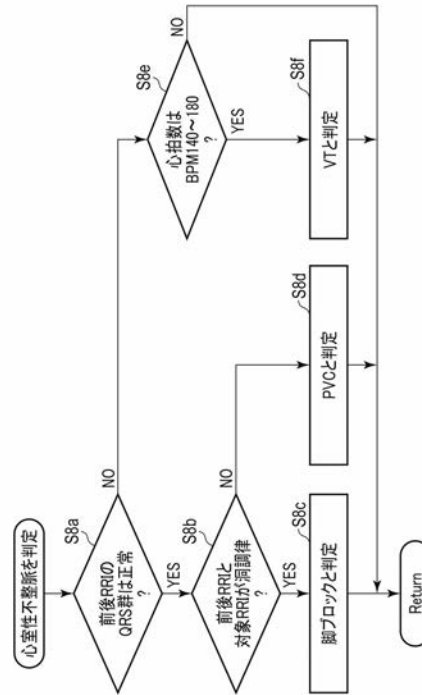 心室性不整脈を判定
S8a
前後RRIの
QRS群は正常
?
NO
YES
S8b
前後RRIと
対象RRIが洞調律
?
NO
YES
S8c
脚ブロックと判定
S8d
PVCと判定
S8e
心拍数は
BPM140~180
?
NO
YES
S8f
VTと判定
Return